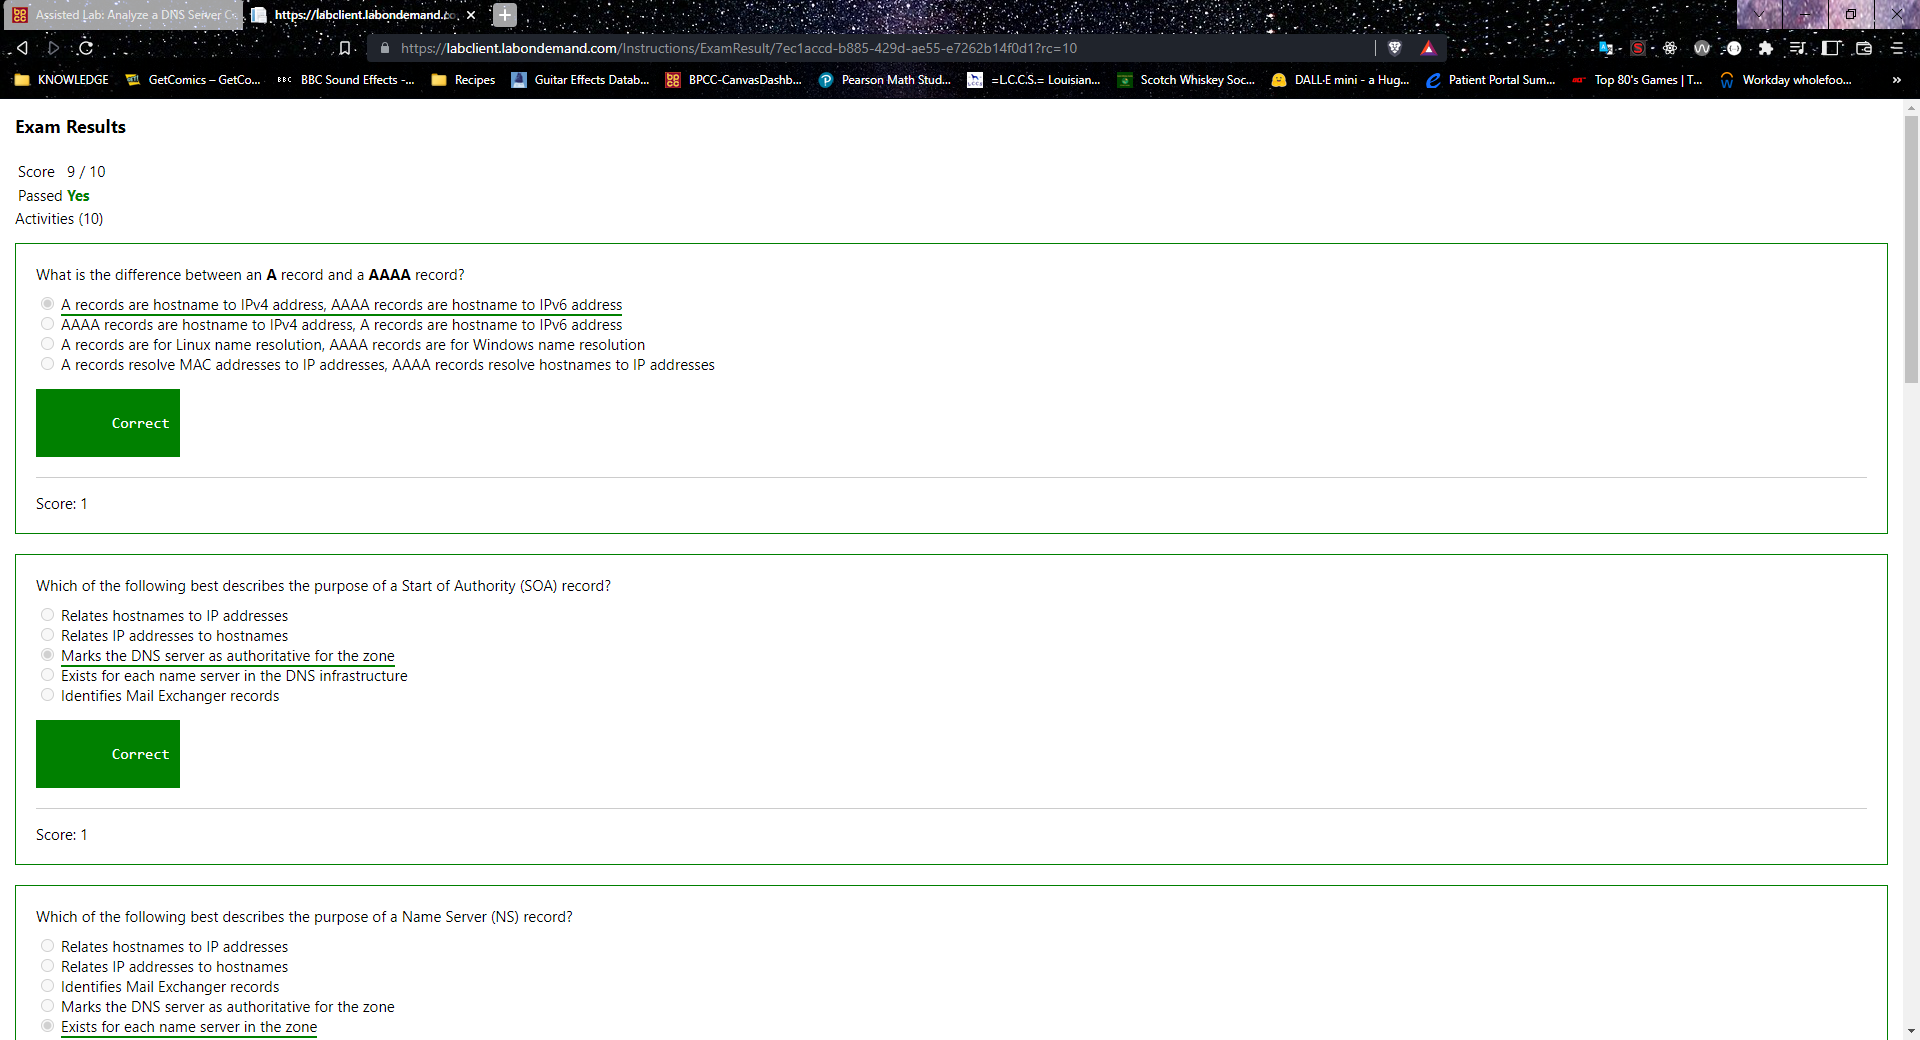 Assisted Lab: Analyze a DNS Server Co
https://labclient.labondemand.co
https://labclient.labondemand.com/Instructions/ExamResult/7ec1accd-b885-429d-ae55-e7262b14f0d1?rc=10
KNOWLEDGE
GetComics – GetCo...
BBC
BBC Sound Effects -...
Recipes
Guitar Effects Datab...
BPCC-CanvasDashb...
Pearson Math Stud...
=L.C.C.S.= Louisian...
Scotch Whiskey Soc...
DALL·E mini - a Hug...
Patient Portal Sum...
Top 80's Games | T...
Workday wholefoo...
»
Exam Results
Score 9 / 10
Passed Yes
Activities (10)
What is the difference between an A record and a AAAA record?
A records are hostname to IPv4 address, AAAA records are hostname to IPv6 address
AAAA records are hostname to IPv4 address, A records are hostname to IPv6 address
A records are for Linux name resolution, AAAA records are for Windows name resolution
A records resolve MAC addresses to IP addresses, AAAA records resolve hostnames to IP addresses
Correct
Score: 1
Which of the following best describes the purpose of a Start of Authority (SOA) record?
Relates hostnames to IP addresses
Relates IP addresses to hostnames
Marks the DNS server as authoritative for the zone
Exists for each name server in the DNS infrastructure
Identifies Mail Exchanger records
Correct
Score: 1
Which of the following best describes the purpose of a Name Server (NS) record?
Relates hostnames to IP addresses
Relates IP addresses to hostnames
Identifies Mail Exchanger records
Marks the DNS server as authoritative for the zone
Exists for each name server in the zone